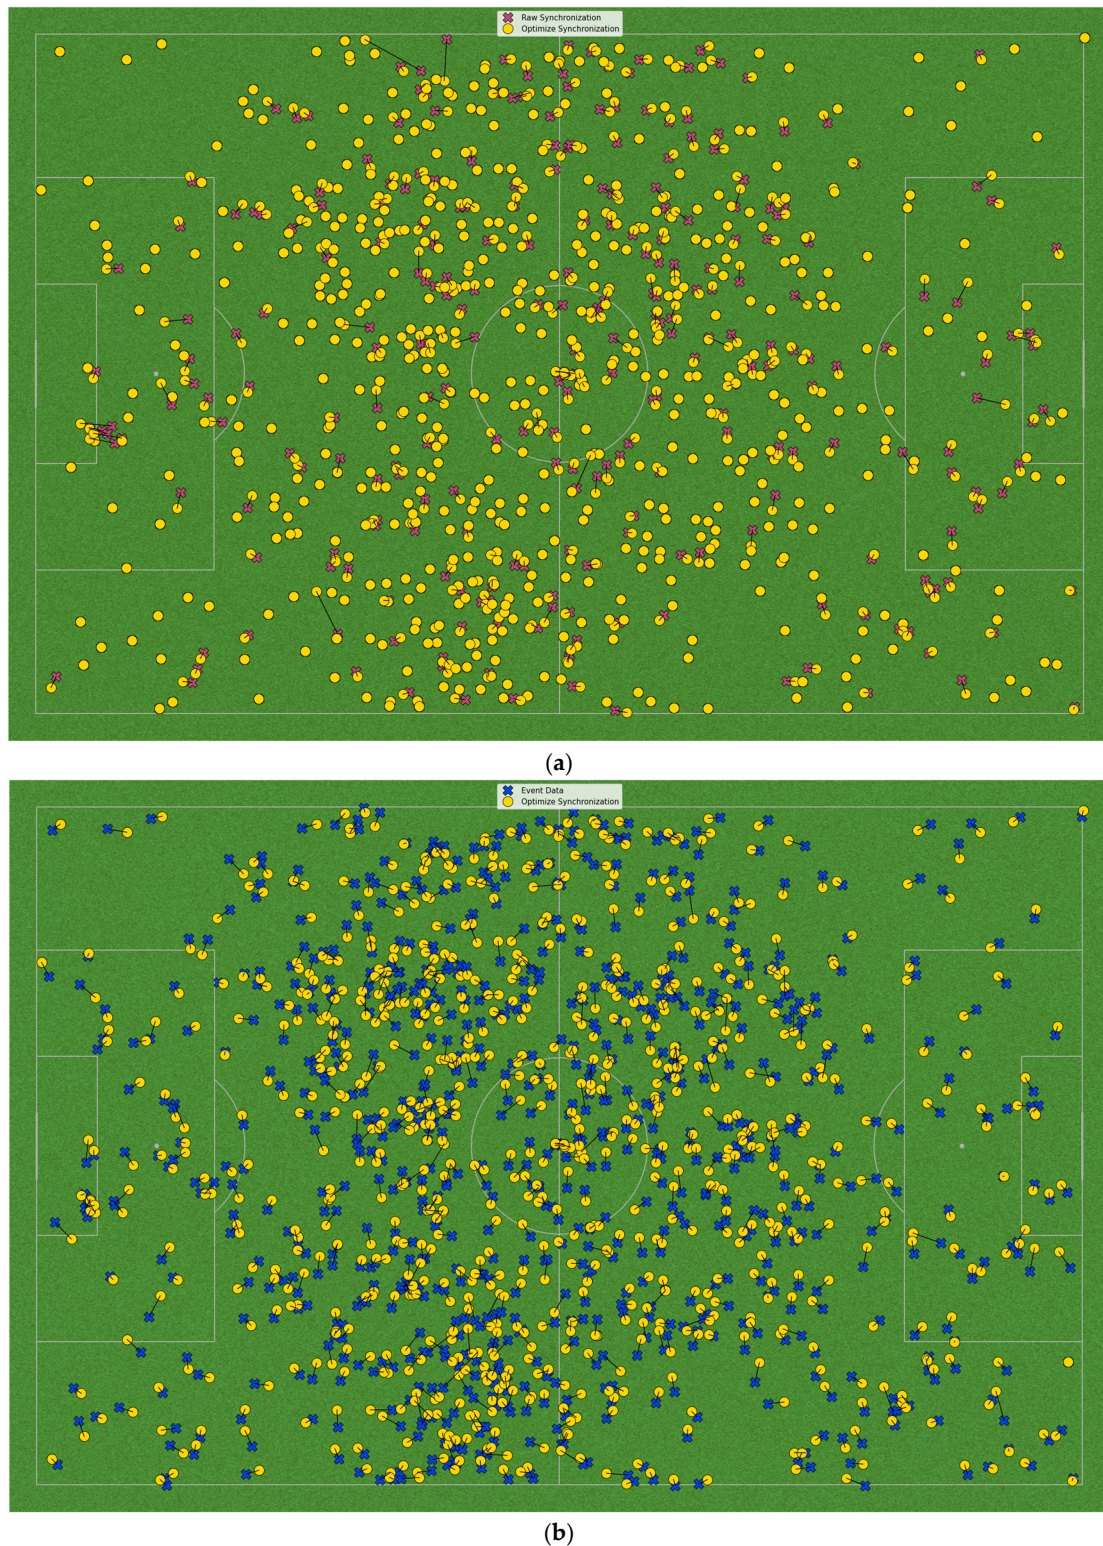 Raw Synchronization
Optimize Synchronization
(a)
Event Data
Optimize Synchronization
(b)